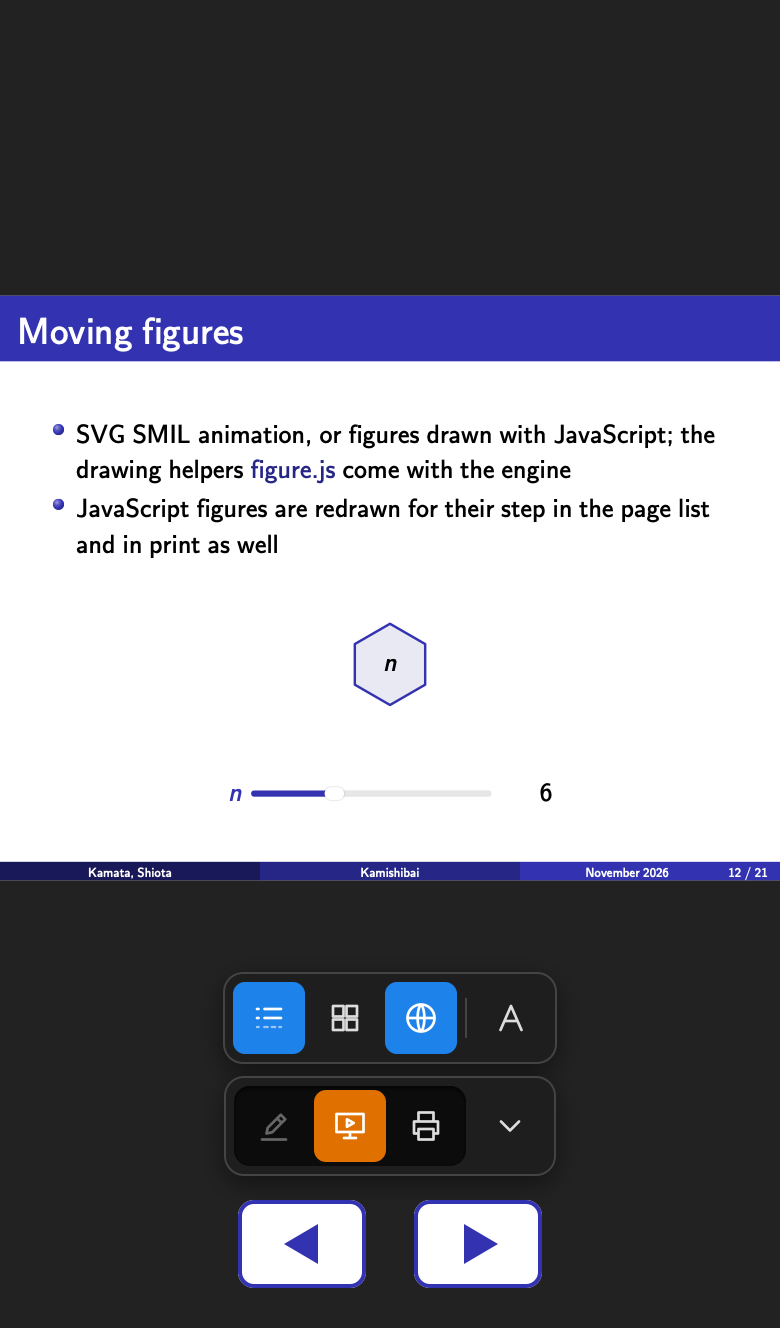 Moving figures
SVG SMIL animation, or figures drawn with JavaScript; the
drawing helpers figure.js come with the engine
JavaScript figures are redrawn for their step in the page list
and in print as well
n
n 6
Kamata, Shiota Kamishibai November 2026 12 / 21
A